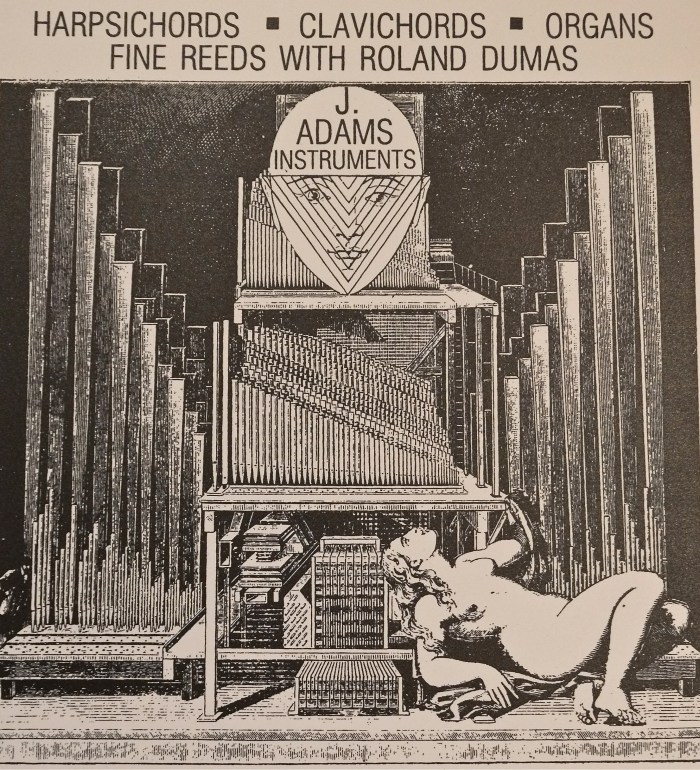 HARPSICHORDS ▪ CLAVICHORDS ▪ ORGANS
FINE REEDS WITH ROLAND DUMAS
J.
ADAMS
INSTRUMENTS